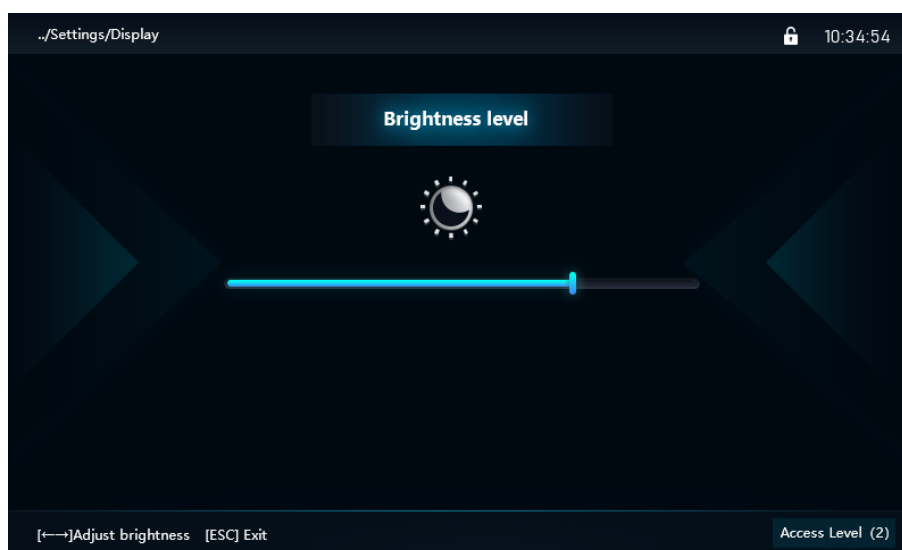 ../Settings/Display
10:34:54
Brightness level
[←→]Adjust brightness [ESC] Exit
Access Level (2)